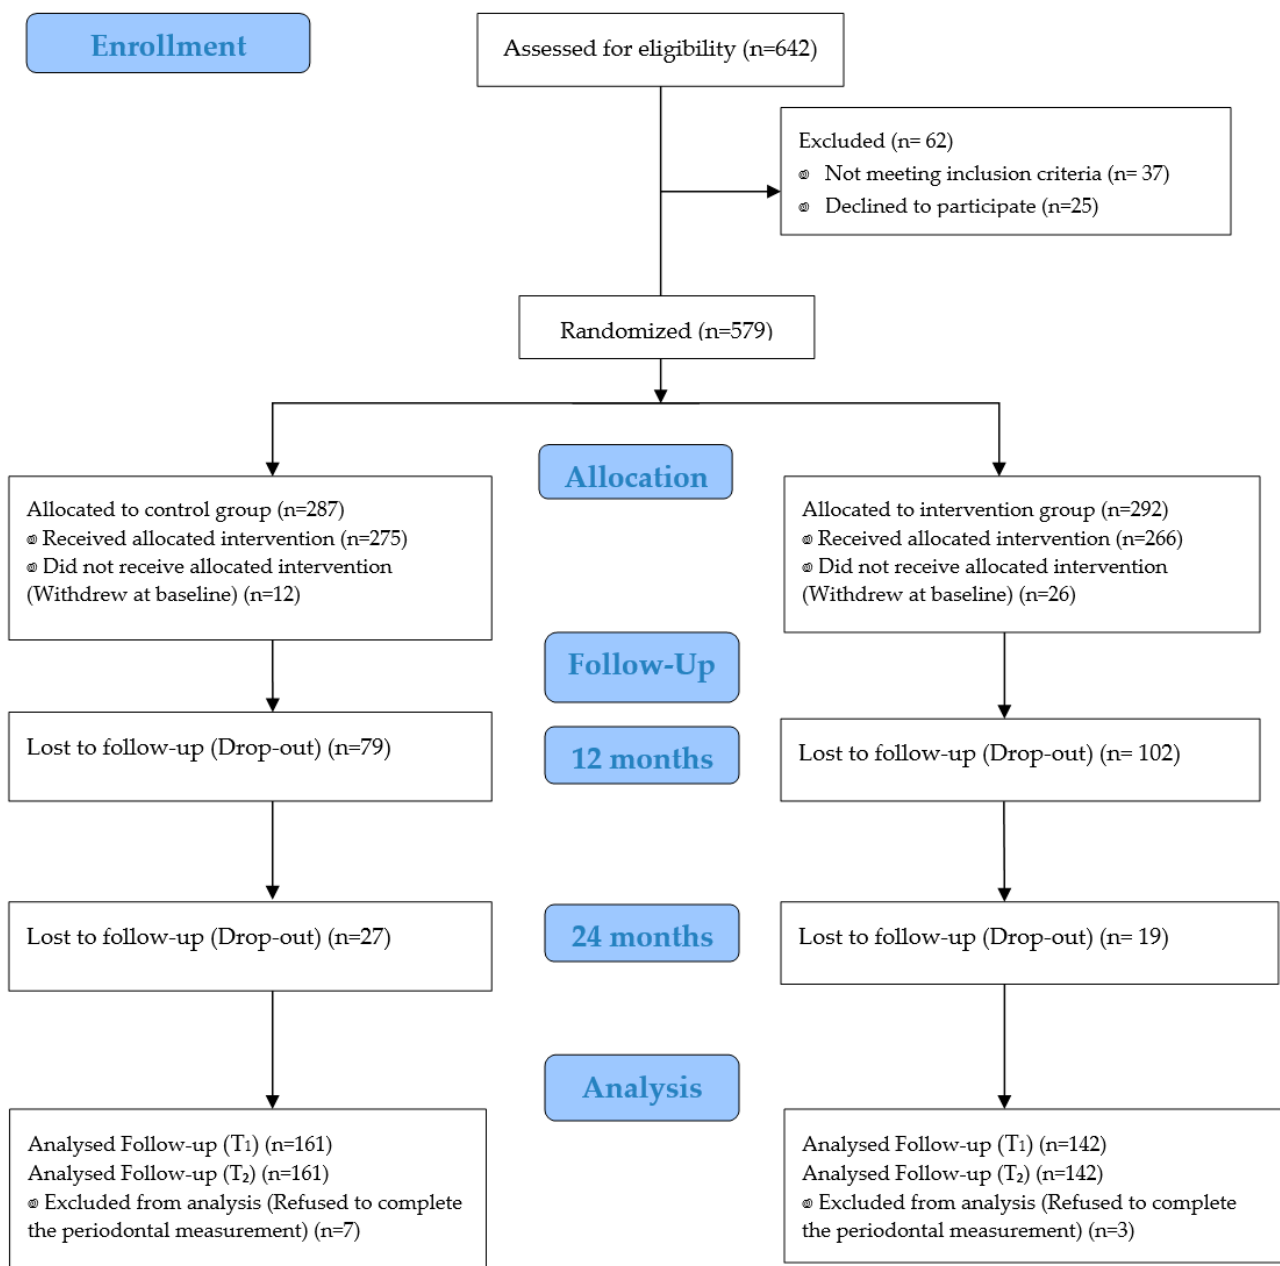 Enrollment
Assessed for eligibility (n=642)
Excluded (n= 62)
Not meeting inclusion criteria (n= 37)
Declined to participate (n=25)
Randomized (n=579)
Allocation
Allocated to control group (n=287)
Received allocated intervention (n=275)
Did not receive allocated intervention
(Withdrew at baseline) (n=12)
Allocated to intervention group (n=292)
Received allocated intervention (n=266)
Did not receive allocated intervention
(Withdrew at baseline) (n=26)
Follow-Up
Lost to follow-up (Drop-out) (n=79)
12 months
Lost to follow-up (Drop-out) (n= 102)
Lost to follow-up (Drop-out) (n=27)
24 months
Lost to follow-up (Drop-out) (n= 19)
Analysis
Analysed Follow-up (T₁) (n=161)
Analysed Follow-up (T₂) (n=161)
Excluded from analysis (Refused to complete
the periodontal measurement) (n=7)
Analysed Follow-up (T₁) (n=142)
Analysed Follow-up (T₂) (n=142)
Excluded from analysis (Refused to complete
the periodontal measurement) (n=3)